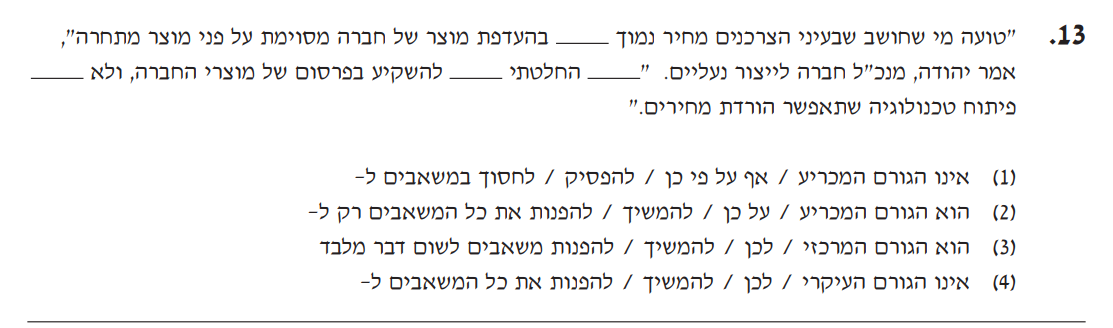 13. "טועה מי שחושב שבעיני הצרכנים מחיר נמוך _____ בהעדפת מוצר של חברה מסוימת על פני מוצר מתחרה",
אמר יהודה, מנכ"ל חברה לייצור נעליים. "_____ החלטתי _____ להשקיע בפרסום של מוצרי החברה, ולא _____
פיתוח טכנולוגיה שתאפשר הורדת מחירים."
(1) אינו הגורם המכריע / אף על פי כן / להפסיק / לחסוך במשאבים ל-
(2) הוא הגורם המכריע / על כן / להמשיך / להפנות את כל המשאבים רק ל-
(3) הוא הגורם המרכזי / לכן / להמשיך / להפנות משאבים לשום דבר מלבד
(4) אינו הגורם העיקרי / לכן / להמשיך / להפנות את כל המשאבים ל-